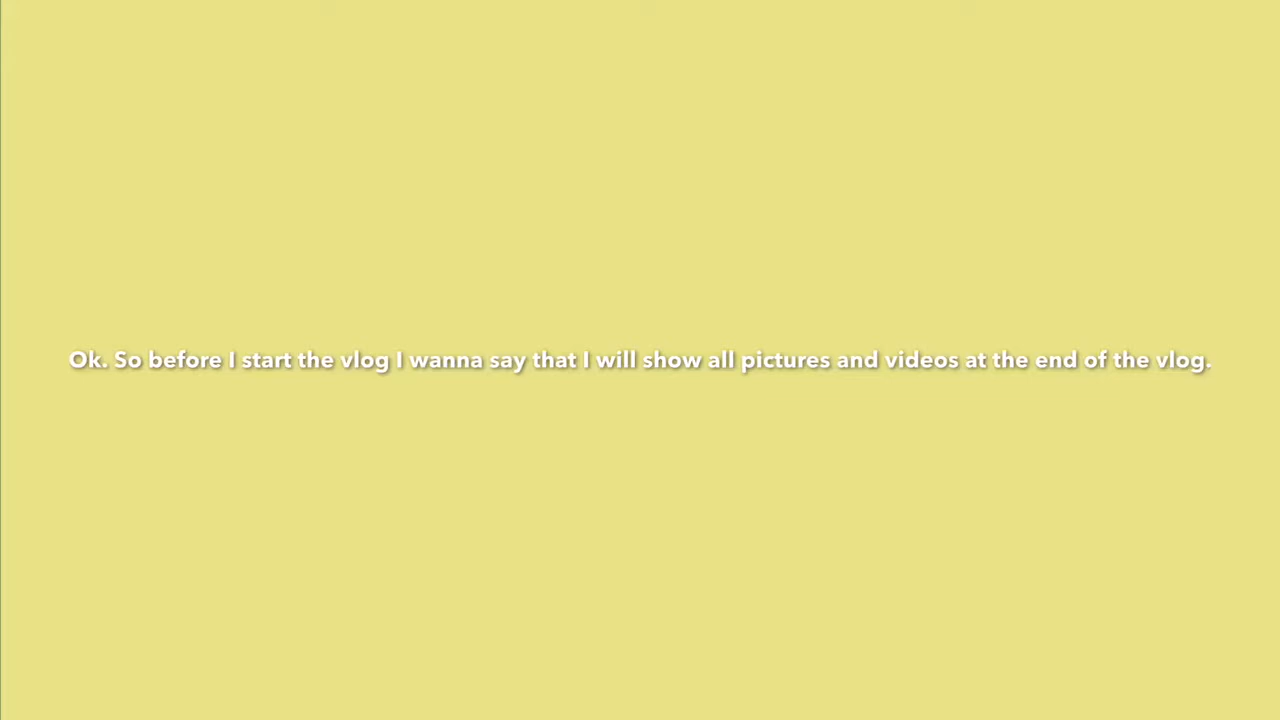 Ok. So before I start the vlog I wanna say that I will show all pictures and videos at the end of the vlog.